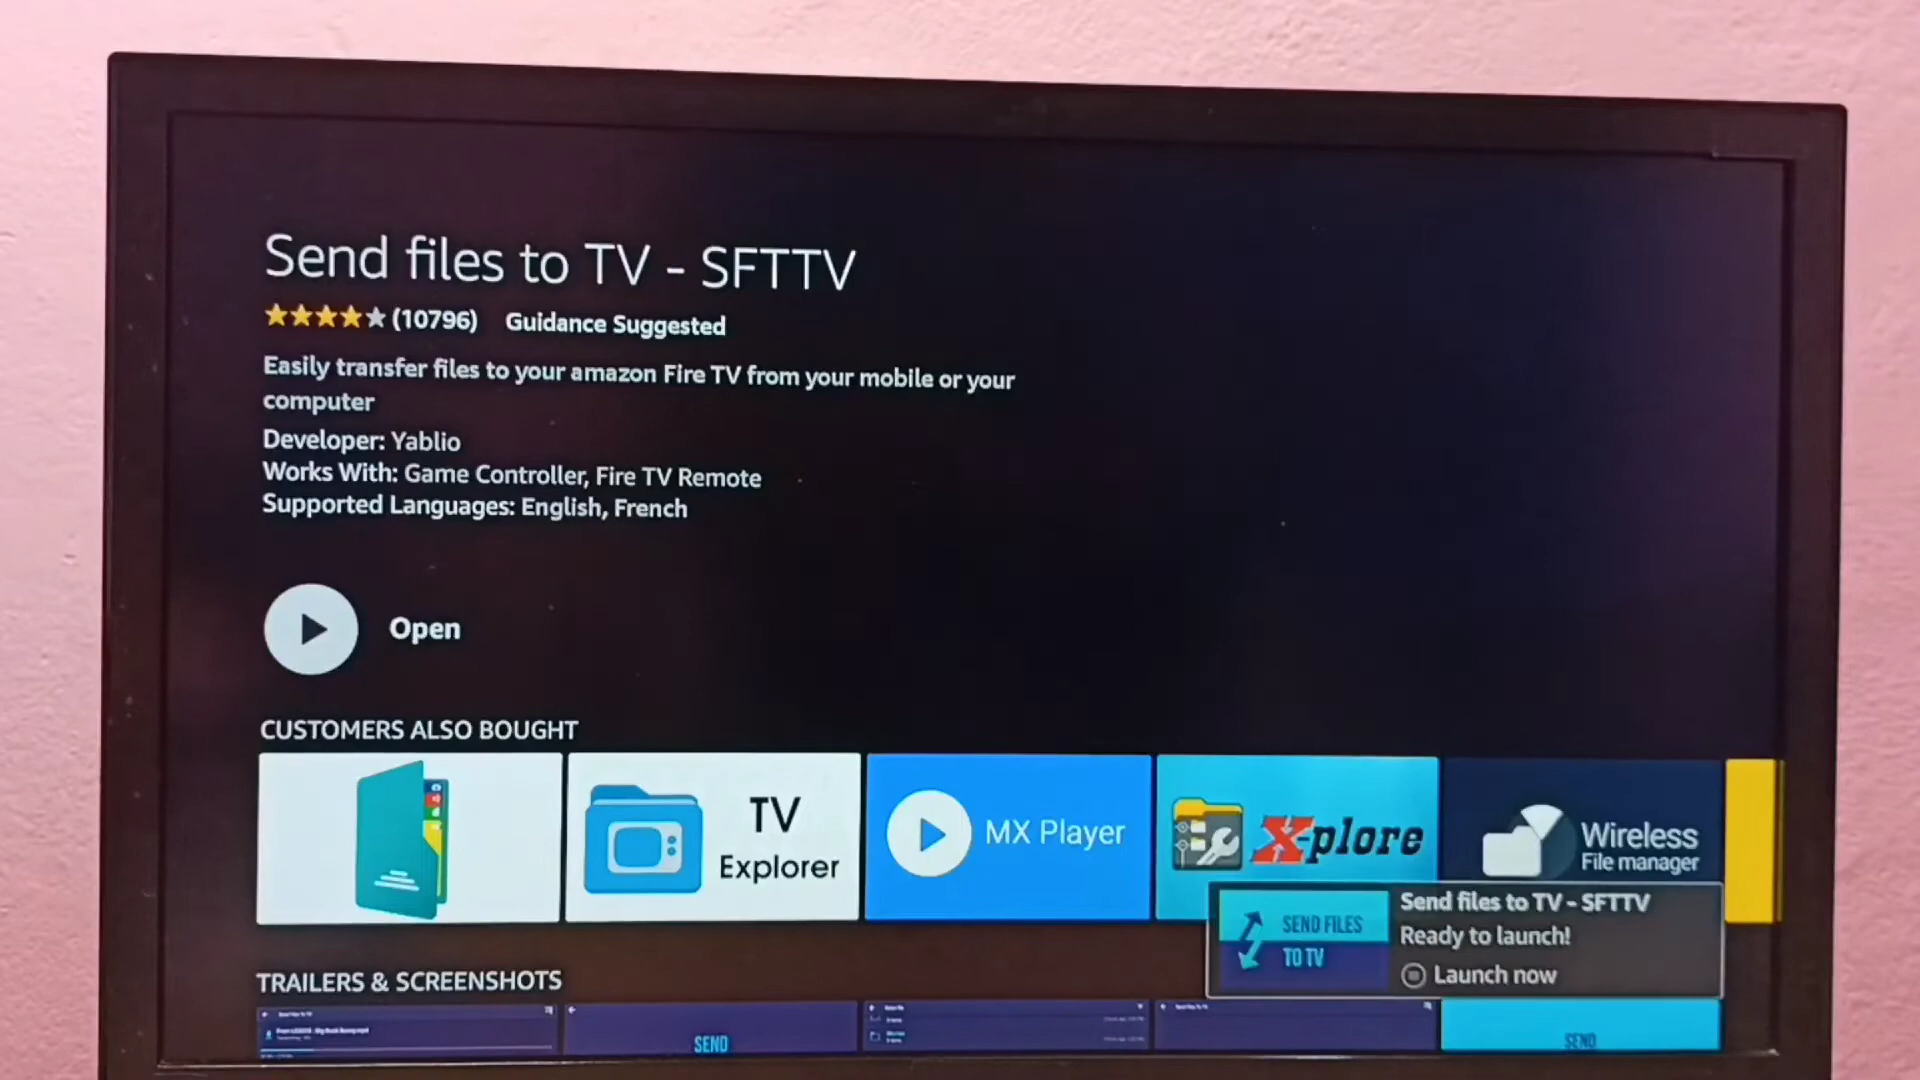 Send files to TV - SFTTV
(10796) Guidance Suggested
Easily transfer files to your amazon Fire TV from your mobile or your
computer
Developer: Yablio
Works With: Game Controller, Fire TV Remote
Supported Languages: English, French
Open
CUSTOMERS ALSO BOUGHT
TV
Explorer
MX Player
X-plore
Wireless
File manager
SEND FILES
TO TV
Send files to TV - SFTTV
Ready to launch!
Launch now
TRAILERS & SCREENSHOTS
SEND
SEND